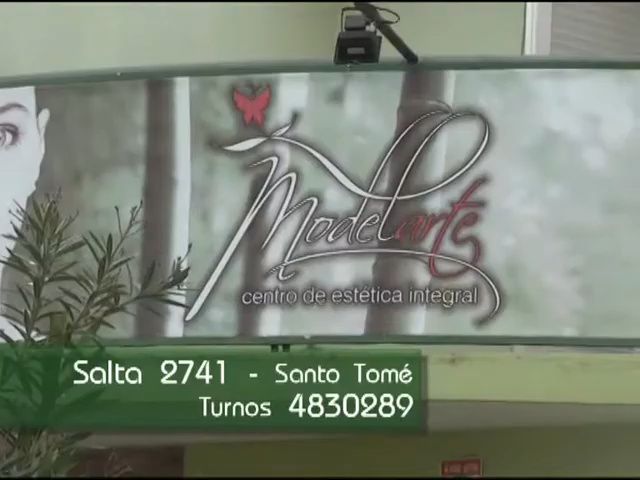 Modelarte
centro de estética integral
Salta 2741 - Santo Tomé
Turnos 4830289